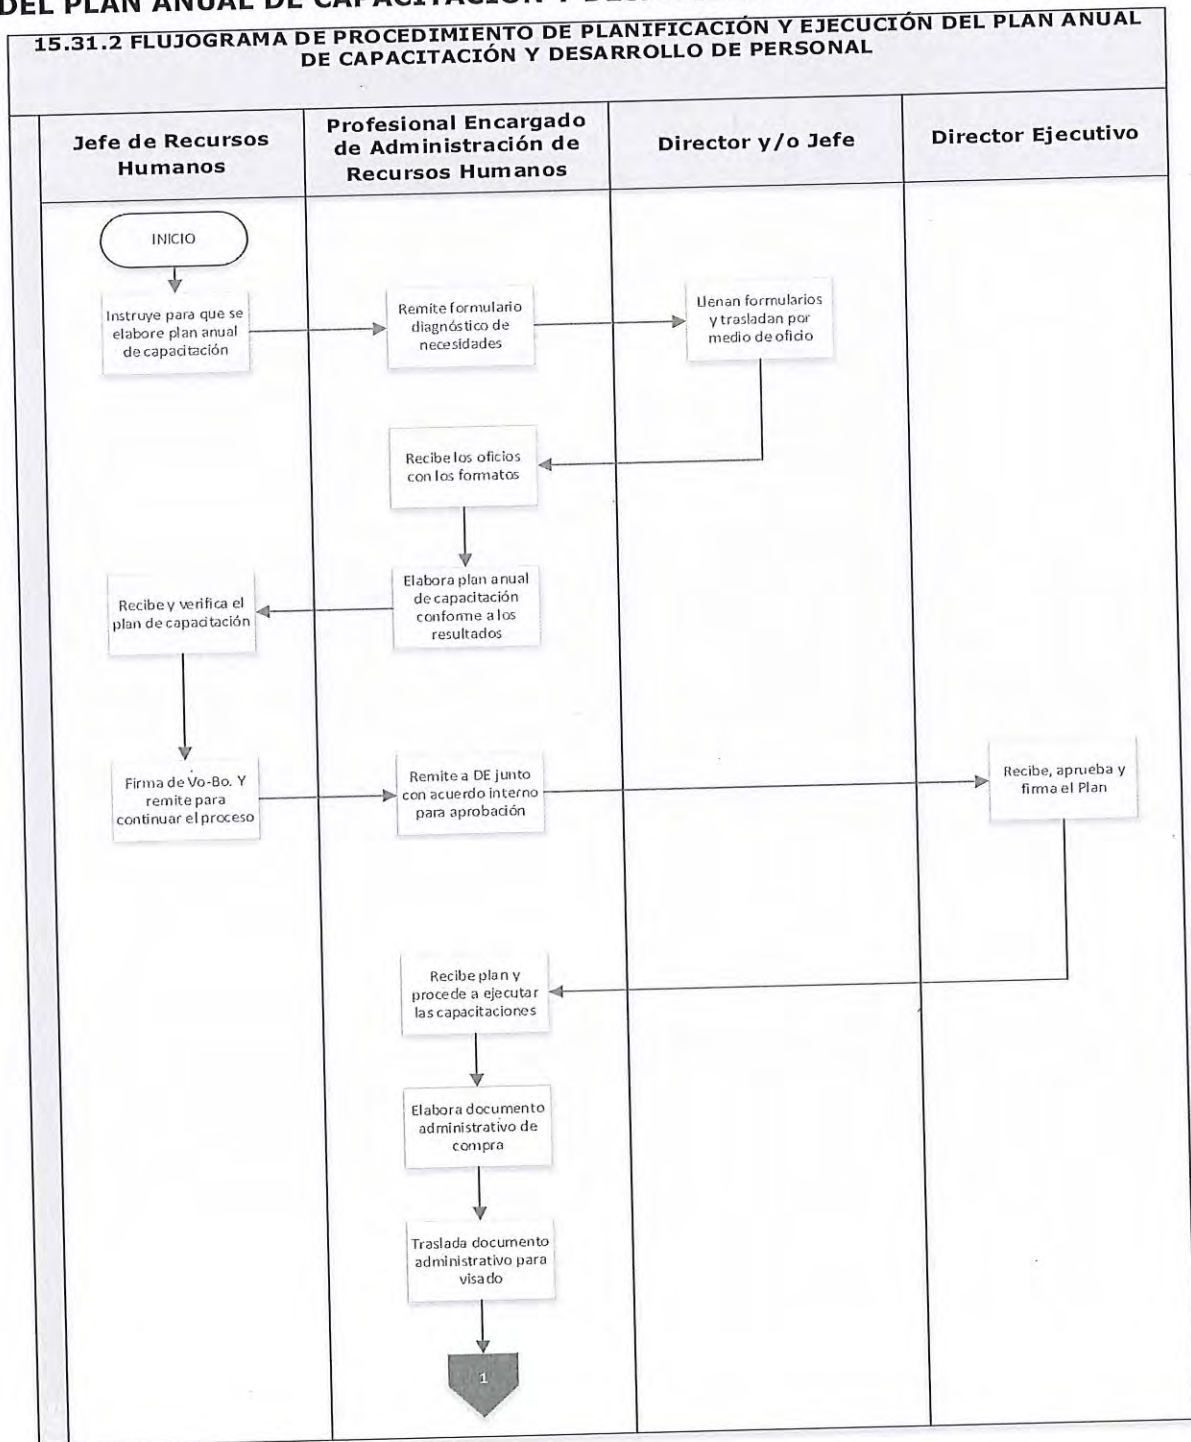 DEL PLAN ANUAL DE CAPACITACIÓN Y
15.31.2 FLUJOGRAMA DE PROCEDIMIENTO DE PLANIFICACIÓN Y EJECUCIÓN DEL PLAN ANUAL
DE CAPACITACIÓN Y DESARROLLO DE PERSONAL
Jefe de Recursos
Humanos
Profesional Encargado
de Administración de
Recursos Humanos
Director y/o Jefe
Director Ejecutivo
INICIO
Instruye para que se
elabore plan anual
de capacitación
Remite formulario
diagnóstico de
necesidades
Llenan formularios
y trasladan por
medio de oficio
Recibe los oficios
con los formatos
Elabora plan anual
de capacitación
conforme a los
resultados
Recibe y verifica el
plan de capacitación
Firma de Vo-Bo. Y
remite para
continuar el proceso
Remite a DE junto
con acuerdo interno
para aprobación
Recibe, aprueba y
firma el Plan
Recibe plan y
procede a ejecutar
las capacitaciones
Elabora documento
administrativo de
compra
Traslada documento
administrativo para
visado
1